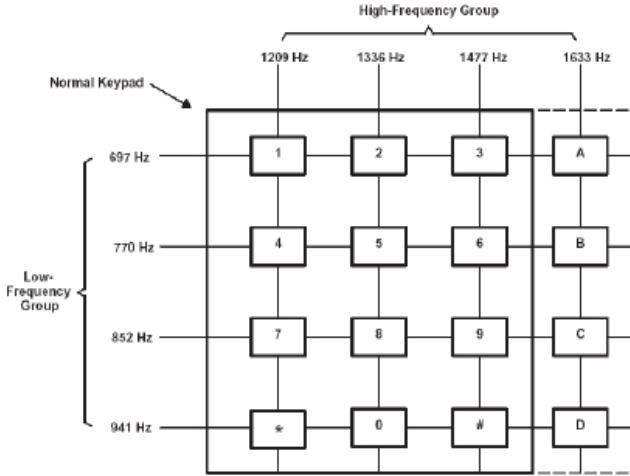 High-Frequency Group
1209 Hz 1336 Hz 1477 Hz 1633 Hz
Normal Keypad
697 Hz 1 2 3 A
770 Hz 4 5 6 B
Low-
Frequency
Group
852 Hz 7 8 9 C
941 Hz * 0 # D